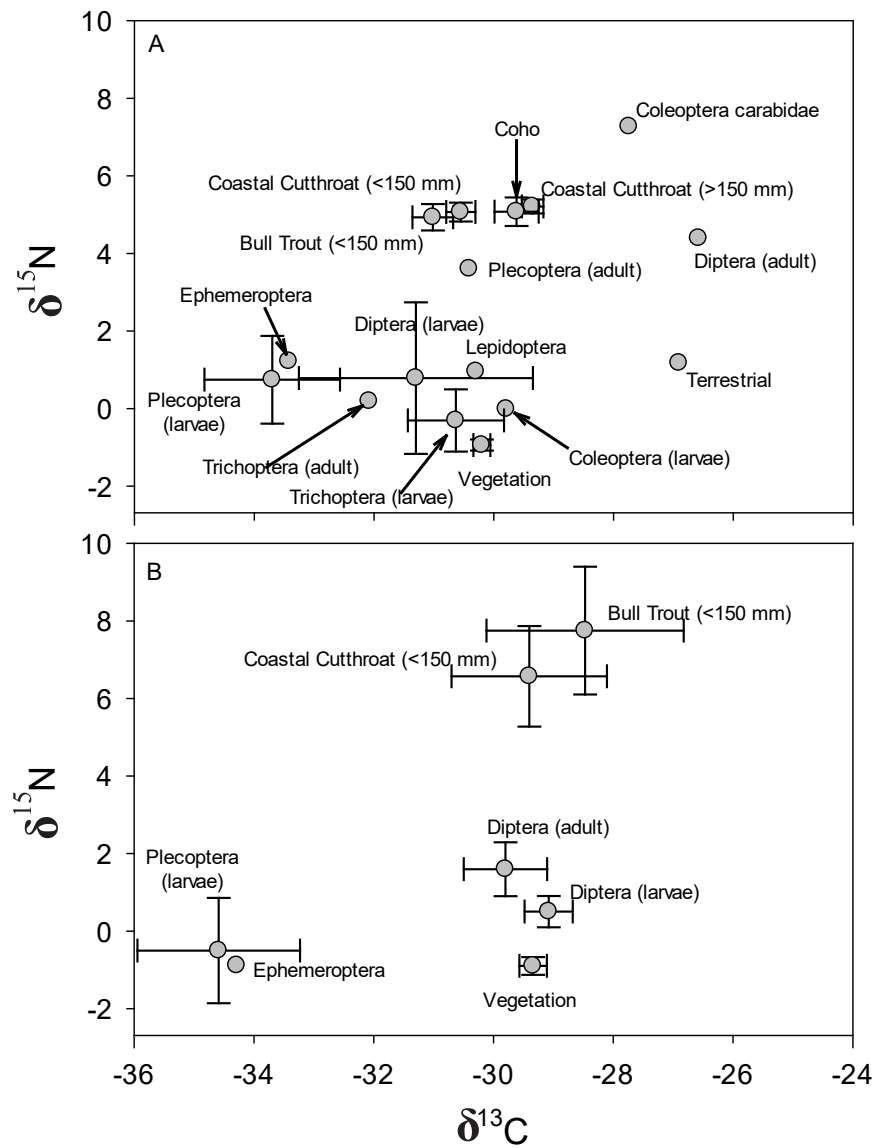 10
A
Coleoptera carabidae
8
Coho
6
Coastal Cutthroat (<150 mm)
Coastal Cutthroat (>150 mm)
Bull Trout (<150 mm)
4
Diptera (adult)
Plecoptera (adult)
δ15N
Ephemeroptera
2
Diptera (larvae)
Lepidoptera
Terrestrial
Plecoptera
(larvae)
0
Trichoptera (adult)
Coleoptera (larvae)
Vegetation
Trichoptera (larvae)
-2
10
B
8
Bull Trout (<150 mm)
Coastal Cutthroat (<150 mm)
6
4
δ15N
Diptera (adult)
2
Plecoptera
(larvae)
Diptera (larvae)
0
Ephemeroptera
Vegetation
-2
-36 -34 -32 -30 -28 -26 -24
δ13C